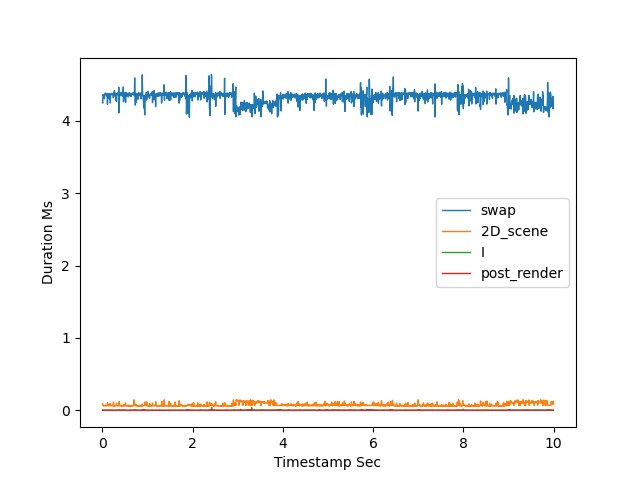 4
3
2
1
0
Duration Ms
swap
2D_scene
I
post_render
0 2 4 6 8 10
Timestamp Sec